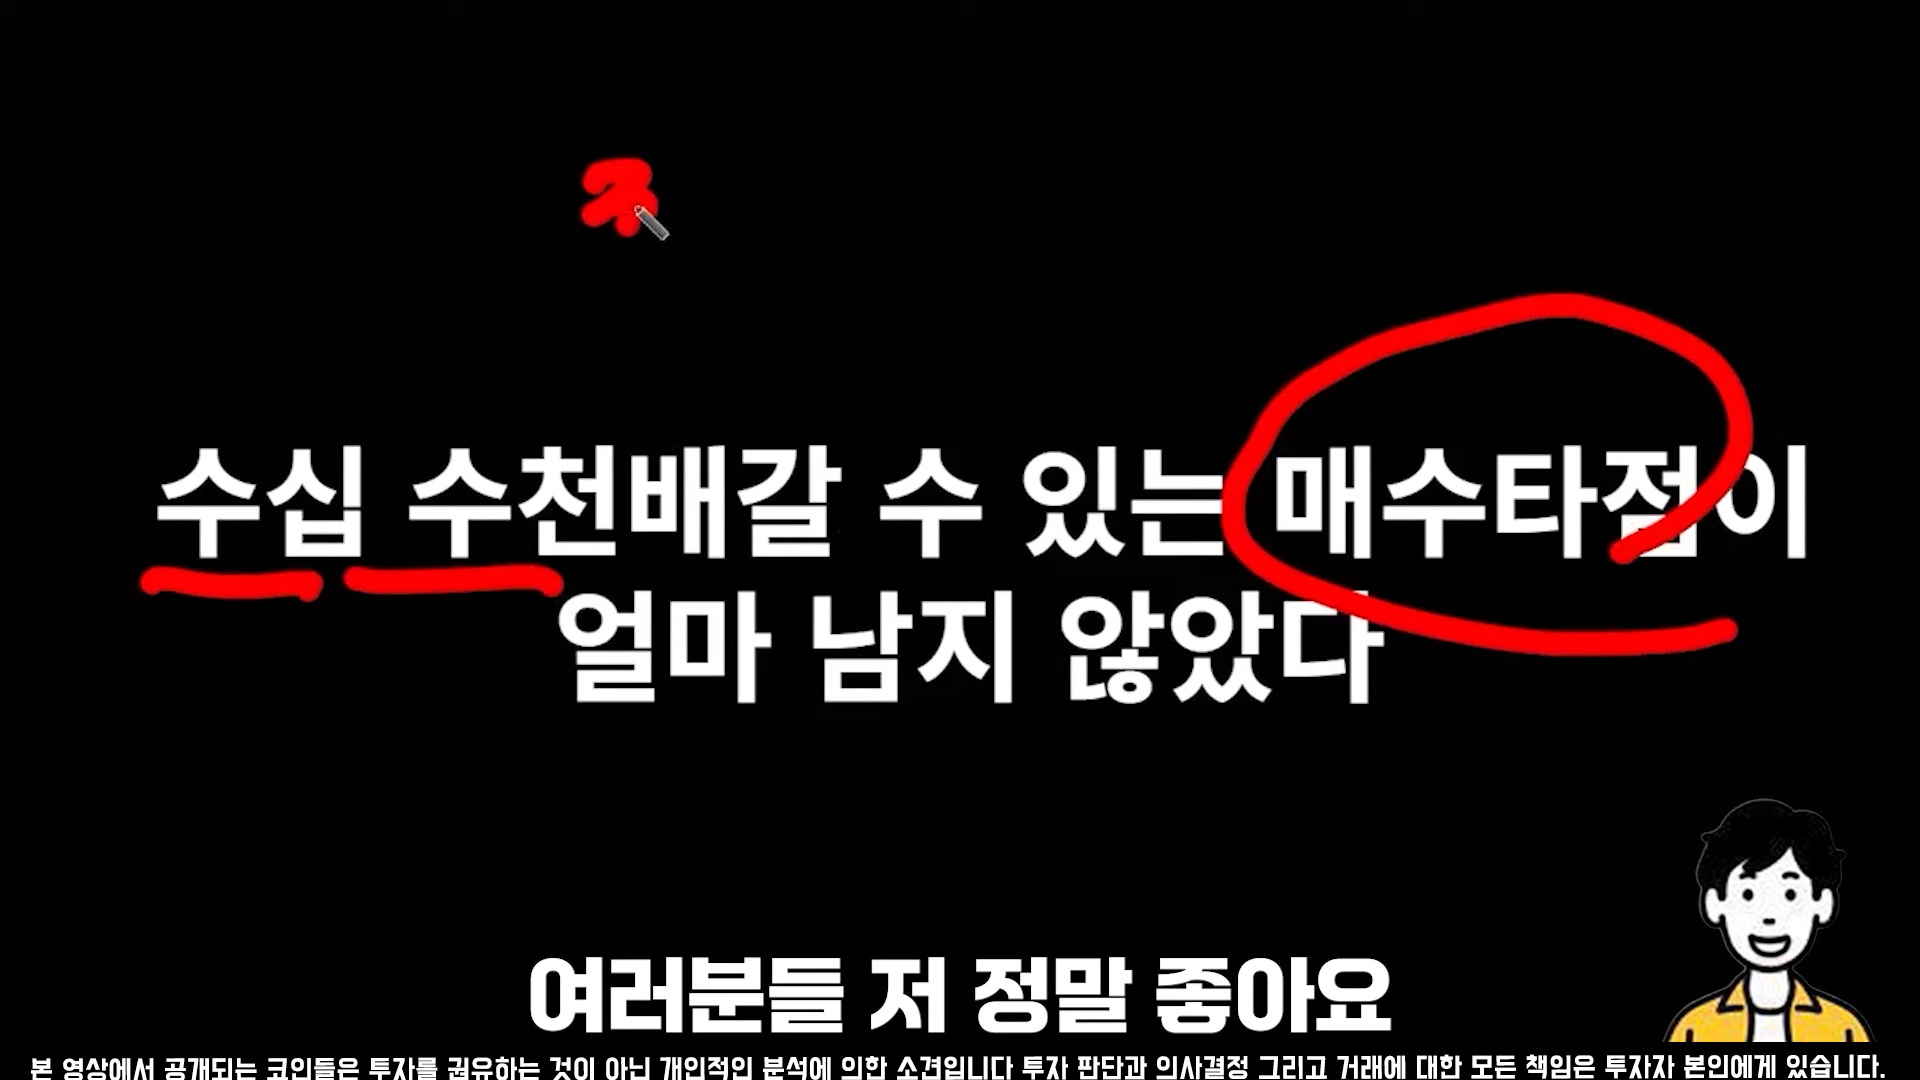 수십 수천배갈 수 있는 매수타점이
얼마 남지 않았다
여러분들 저 정말 좋아요
본 영상에서 공개되는 코인들은 투자를 권유하는 것이 아닌 개인적인 분석에 의한 소견입니다 투자 판단과 의사결정 그리고 거래에 대한 모든 책임은 투자자 본인에게 있습니다.